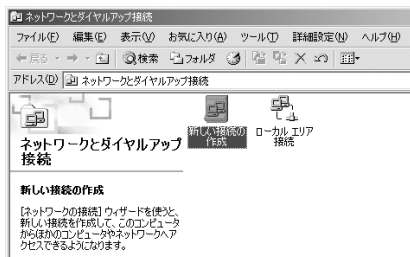 ネットワークとダイヤルアップ接続
ファイル(F) 編集(E) 表示(V) お気に入り(A) ツール(T) 詳細設定(N) ヘルプ(H)
戻る 検索 フォルダ
アドレス(D) ネットワークとダイヤルアップ接続
ネットワークとダイヤルアップ
接続
新しい接続の
作成
ローカル エリア
接続
新しい接続の作成
[ネットワークの接続] ウィザードを使うと、
新しい接続を作成して、このコンピュータ
からほかのコンピュータやネットワークへア
クセスできるようになります。